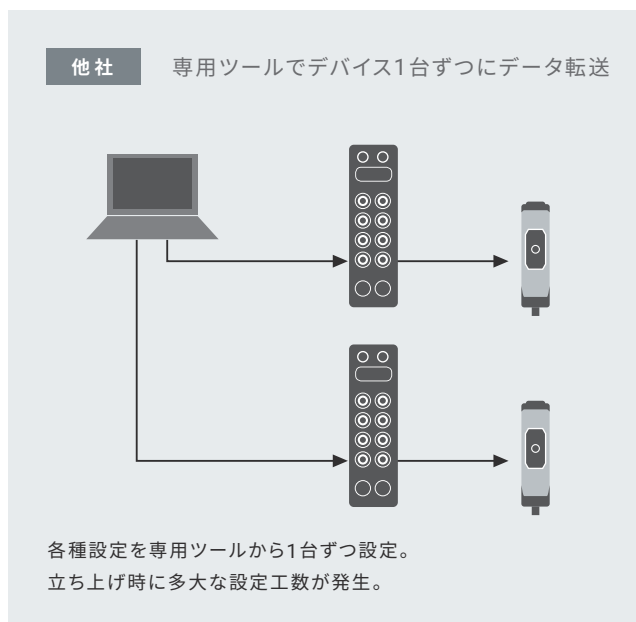 他社
専用ツールでデバイス1台ずつにデータ転送
各種設定を専用ツールから1台ずつ設定。
立ち上げ時に多大な設定工数が発生。